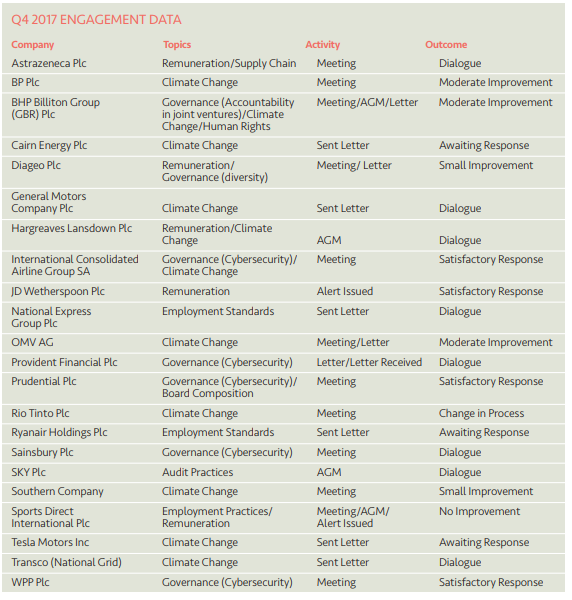 Q4 2017 ENGAGEMENT DATA
Company Topics Activity Outcome
Astrazeneca Plc Remuneration/Supply Chain Meeting Dialogue
BP Plc Climate Change Meeting Moderate Improvement
BHP Billiton Group Governance (Accountability Meeting/AGM/Letter Moderate Improvement
(GBR) Plc in joint ventures)/Climate
Change/Human Rights
Cairn Energy Plc Climate Change Sent Letter Awaiting Response
Diageo Plc Remuneration/ Meeting/ Letter Small Improvement
Governance (diversity)
General Motors
Company Plc Climate Change Sent Letter Dialogue
Hargreaves Lansdown Plc Remuneration/Climate
Change AGM Dialogue
International Consolidated Governance (Cybersecurity)/ Meeting Satisfactory Response
Airline Group SA Climate Change
JD Wetherspoon Plc Remuneration Alert Issued Satisfactory Response
National Express Employment Standards Sent Letter Dialogue
Group Plc
OMV AG Climate Change Meeting/Letter Moderate Improvement
Provident Financial Plc Governance (Cybersecurity) Letter/Letter Received Dialogue
Prudential Plc Governance (Cybersecurity)/ Meeting Satisfactory Response
Board Composition
Rio Tinto Plc Climate Change Meeting Change in Process
Ryanair Holdings Plc Employment Standards Sent Letter Awaiting Response
Sainsbury Plc Governance (Cybersecurity) Meeting Dialogue
SKY Plc Audit Practices AGM Dialogue
Southern Company Climate Change Meeting Small Improvement
Sports Direct Employment Practices/ Meeting/AGM/ No Improvement
International Plc Remuneration Alert Issued
Tesla Motors Inc Climate Change Sent Letter Awaiting Response
Transco (National Grid) Climate Change Sent Letter Dialogue
WPP Plc Governance (Cybersecurity) Meeting Satisfactory Response